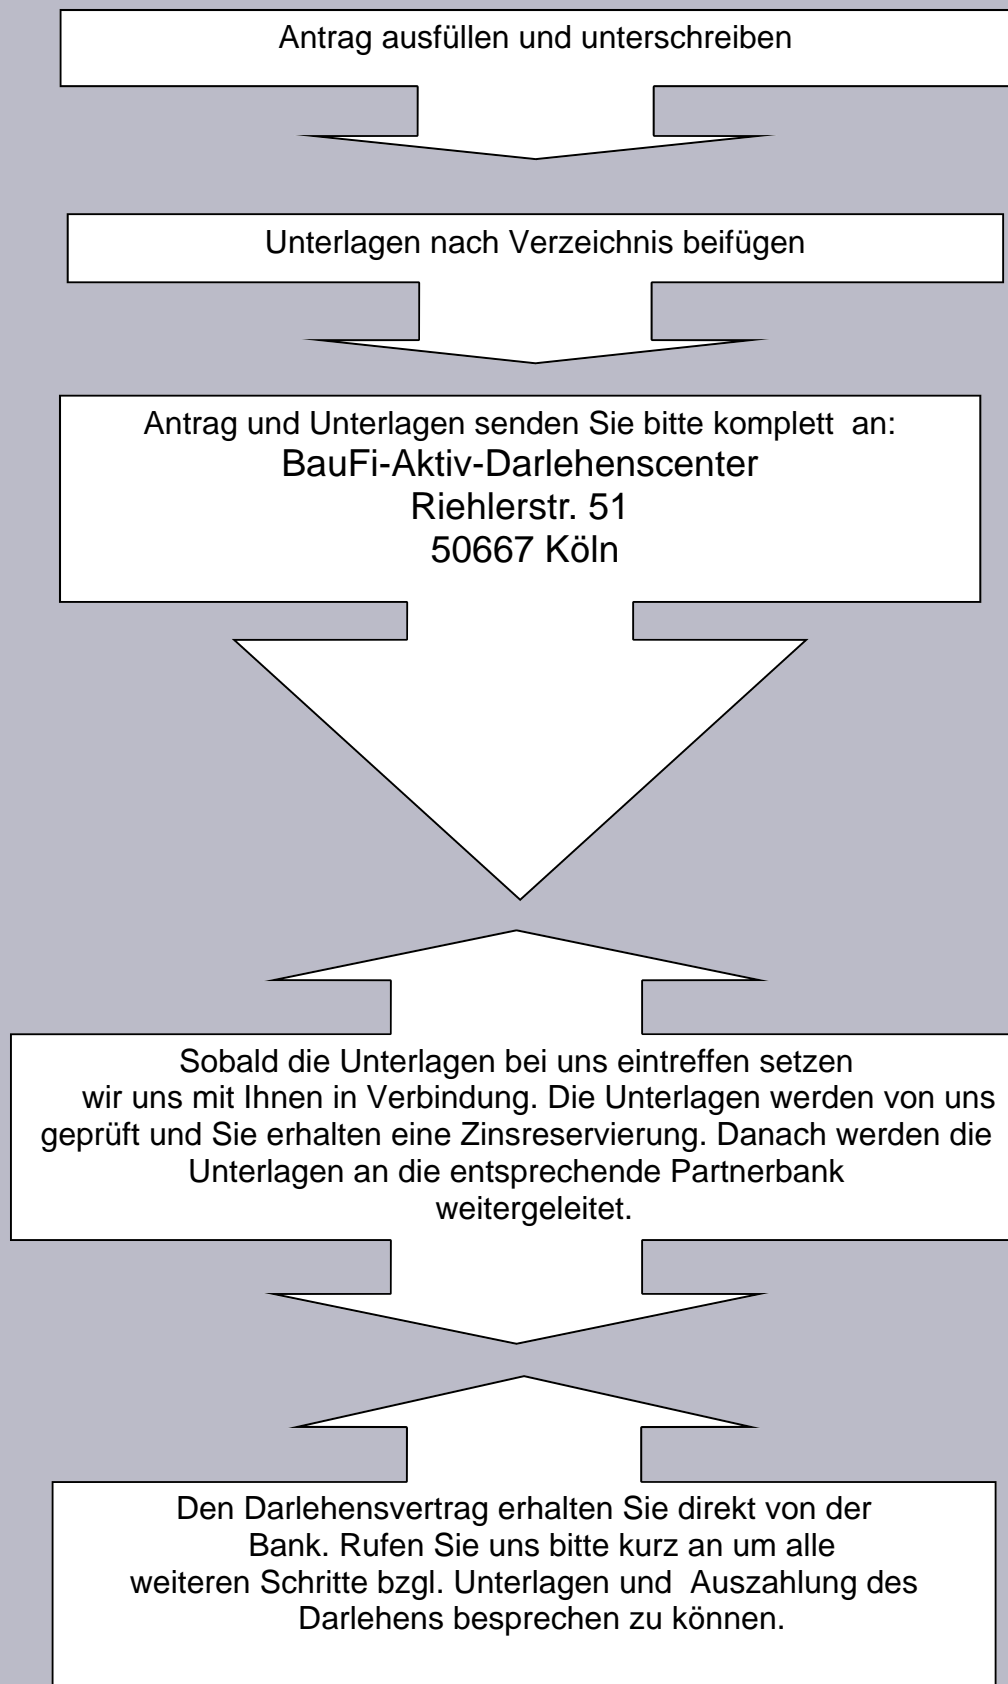 Antrag ausfüllen und unterschreiben
Unterlagen nach Verzeichnis beifügen
Antrag und Unterlagen senden Sie bitte komplett  an:
BauFi-Aktiv-Darlehenscenter
Riehlerstr. 51
50667 Köln
Sobald die Unterlagen bei uns eintreffen setzen
wir uns mit Ihnen in Verbindung. Die Unterlagen werden von uns
geprüft und Sie erhalten eine Zinsreservierung. Danach werden die
Unterlagen an die entsprechende Partnerbank
weitergeleitet.
Den Darlehensvertrag erhalten Sie direkt von der
Bank. Rufen Sie uns bitte kurz an um alle
weiteren Schritte bzgl. Unterlagen und  Auszahlung des
Darlehens besprechen zu können.